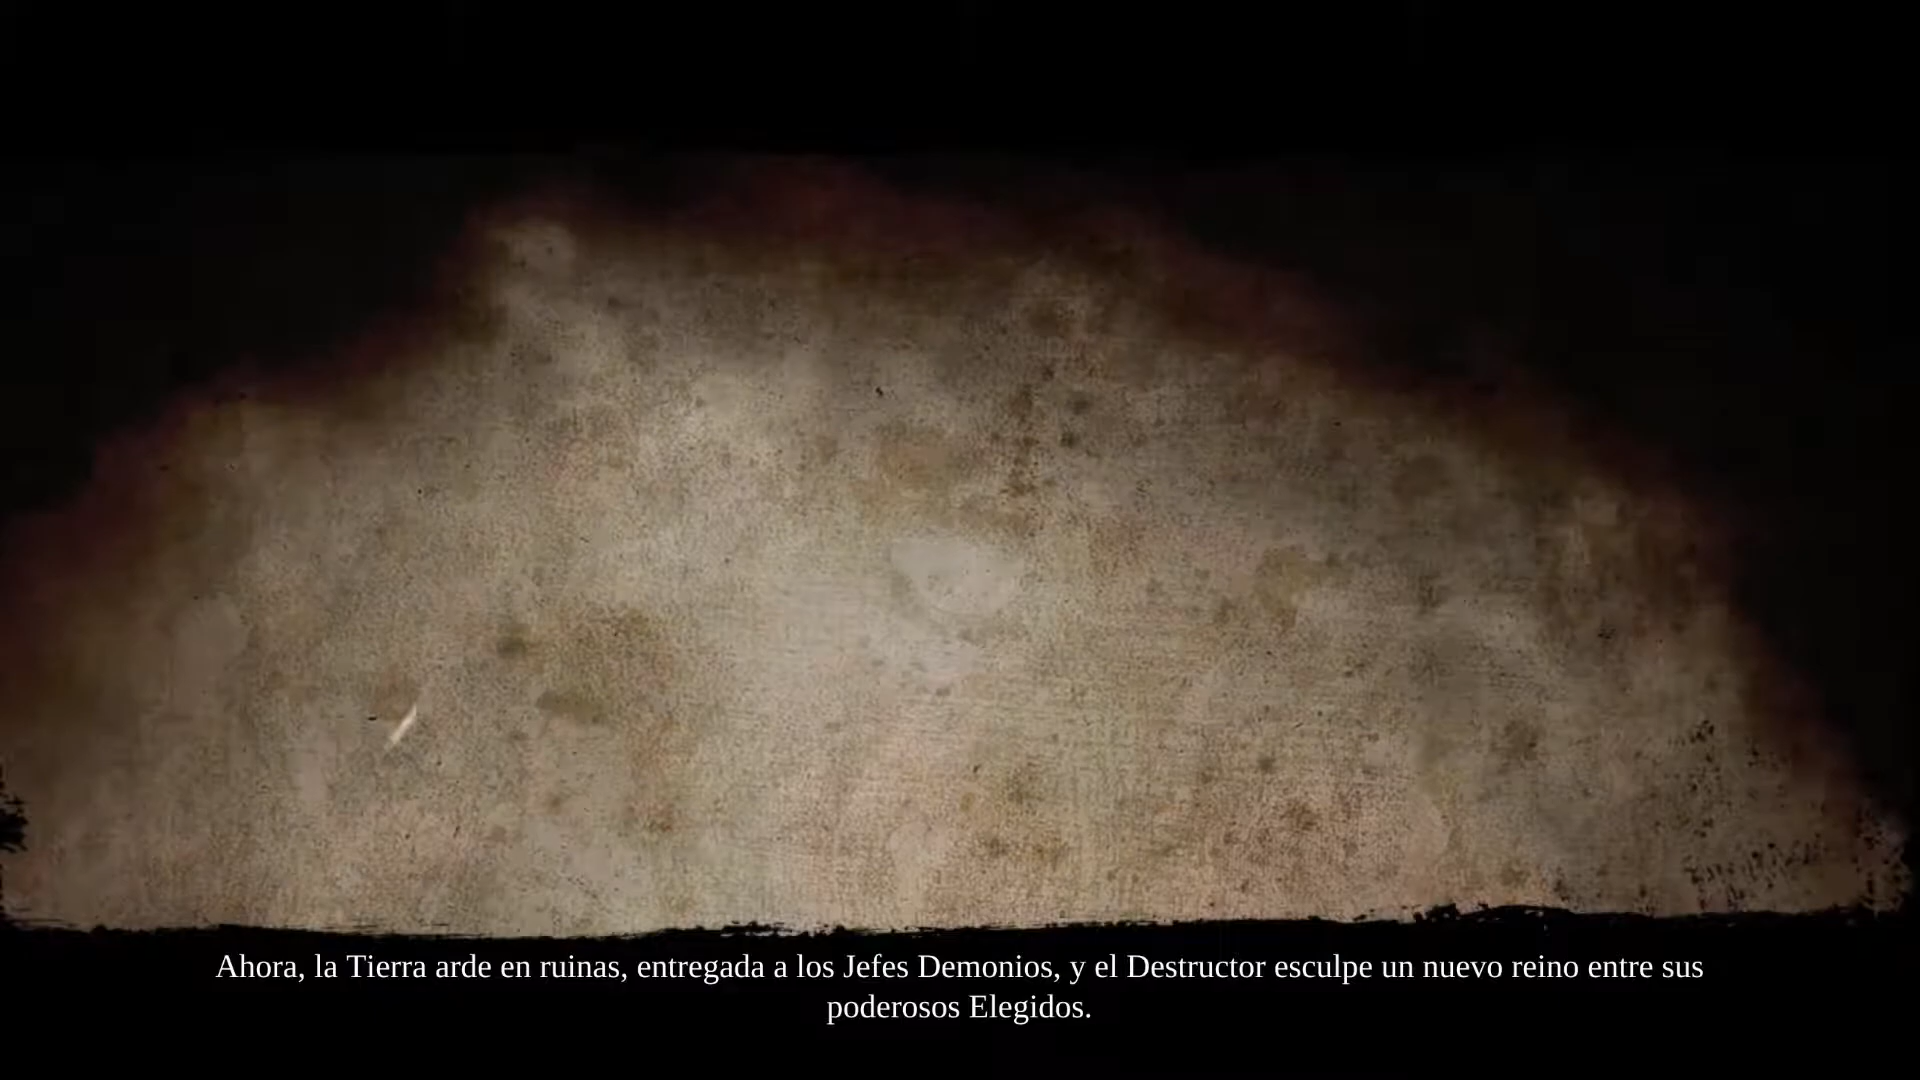 Ahora, la Tierra arde en ruinas, entregada a los Jefes Demonios, y el Destructor esculpe un nuevo reino entre sus
poderosos Elegidos.